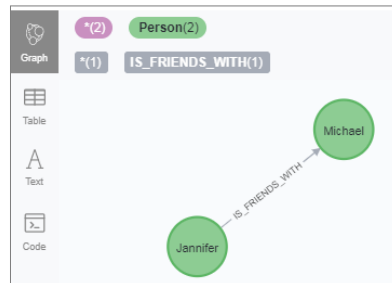 *(2) Person(2)
Graph
*(1) IS_FRIENDS_WITH(1)
Table
Michael
Text
IS_FRIENDS_WITH
Jannifer
Code